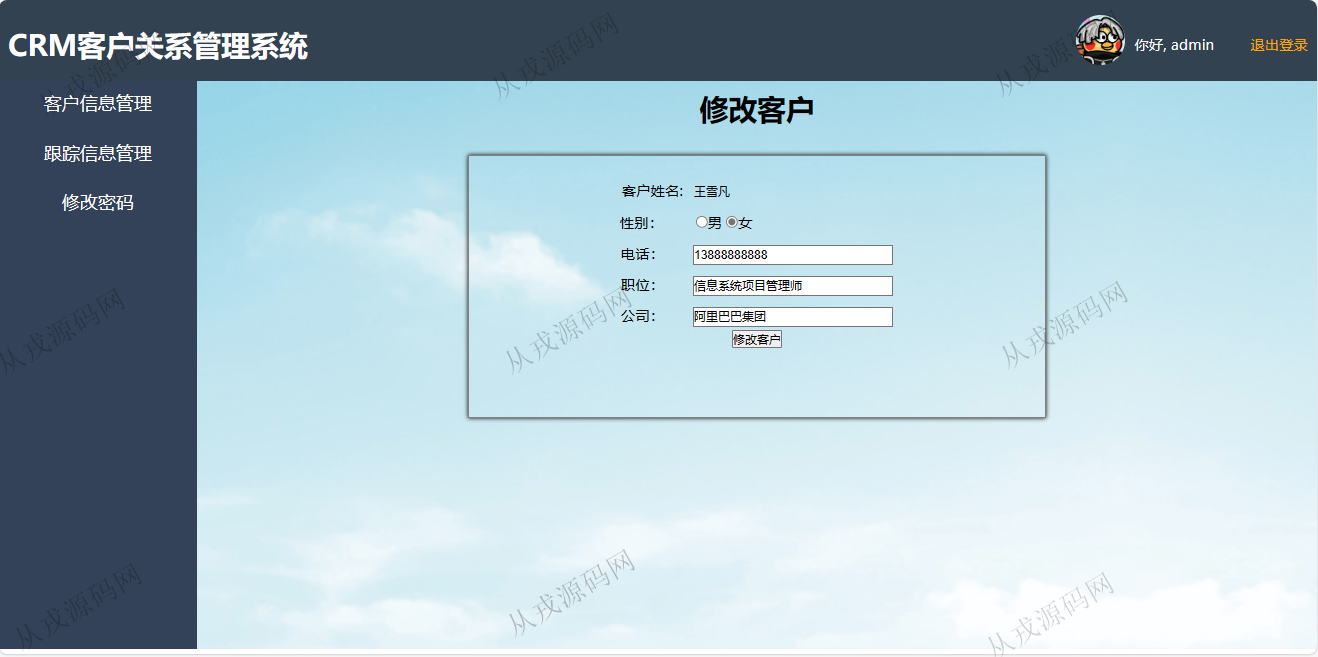 CRM客户关系管理系统
你好, admin
退出登录
客户信息管理
跟踪信息管理
修改密码
修改客户
客户姓名: 王雪凡
性别: 男 女
电话: 13888888888
职位: 信息系统项目管理师
公司: 阿里巴巴集团
修改客户
从戎源码网
从戎源码网
从戎源码网
从戎源码网
从戎源码网
从戎源码网
从戎源码网
从戎源码网
从戎源码网